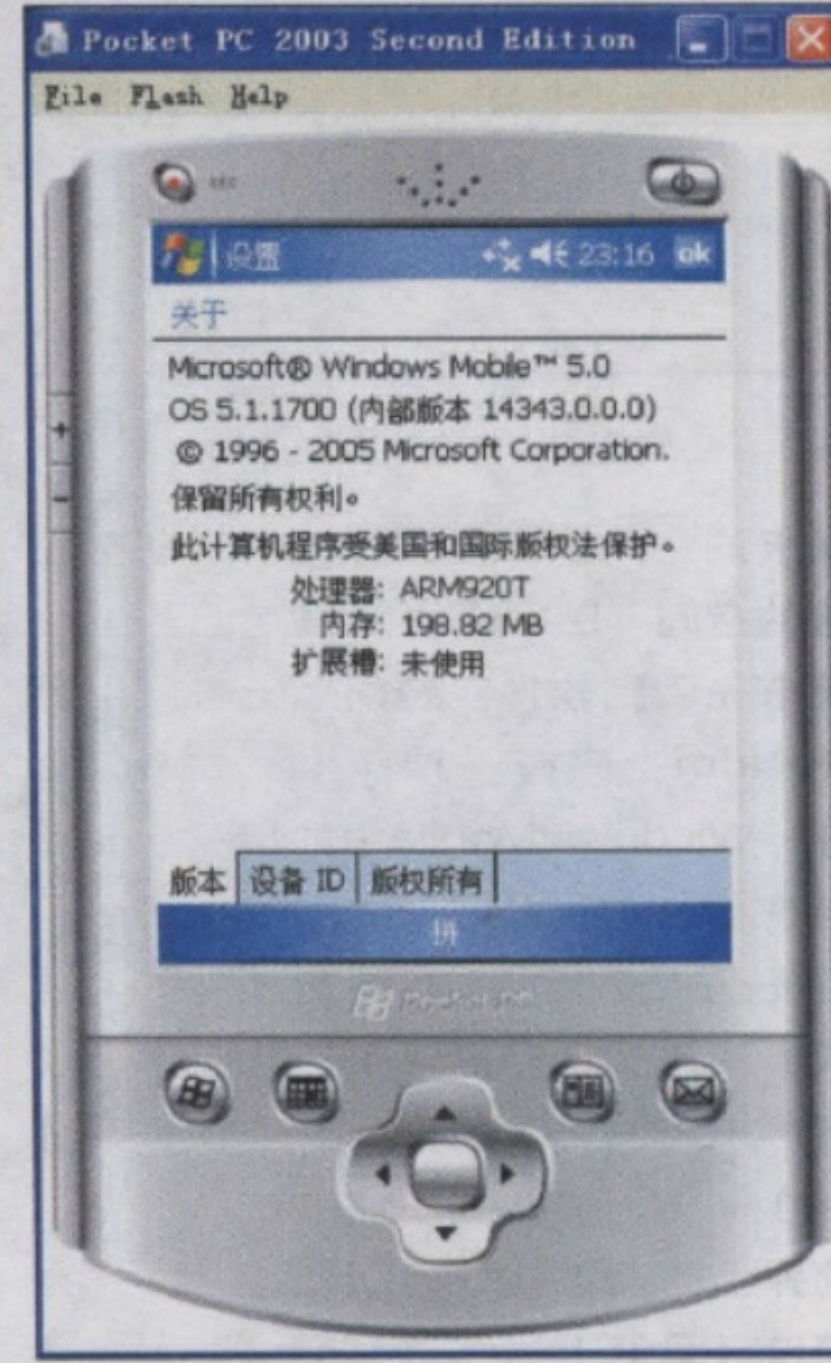 Pocket PC 2003 Second Edition
File Flash Help
设置 23:16 ok
关于
Microsoft® Windows Mobile™ 5.0
OS 5.1.1700 (内部版本 14343.0.0.0)
© 1996 - 2005 Microsoft Corporation.
保留所有权利。
此计算机程序受美国和国际版权法保护。
处理器: ARM920T
内存: 198.82 MB
扩展槽: 未使用
版本 设备 ID 版权所有
拼
Pocket PC